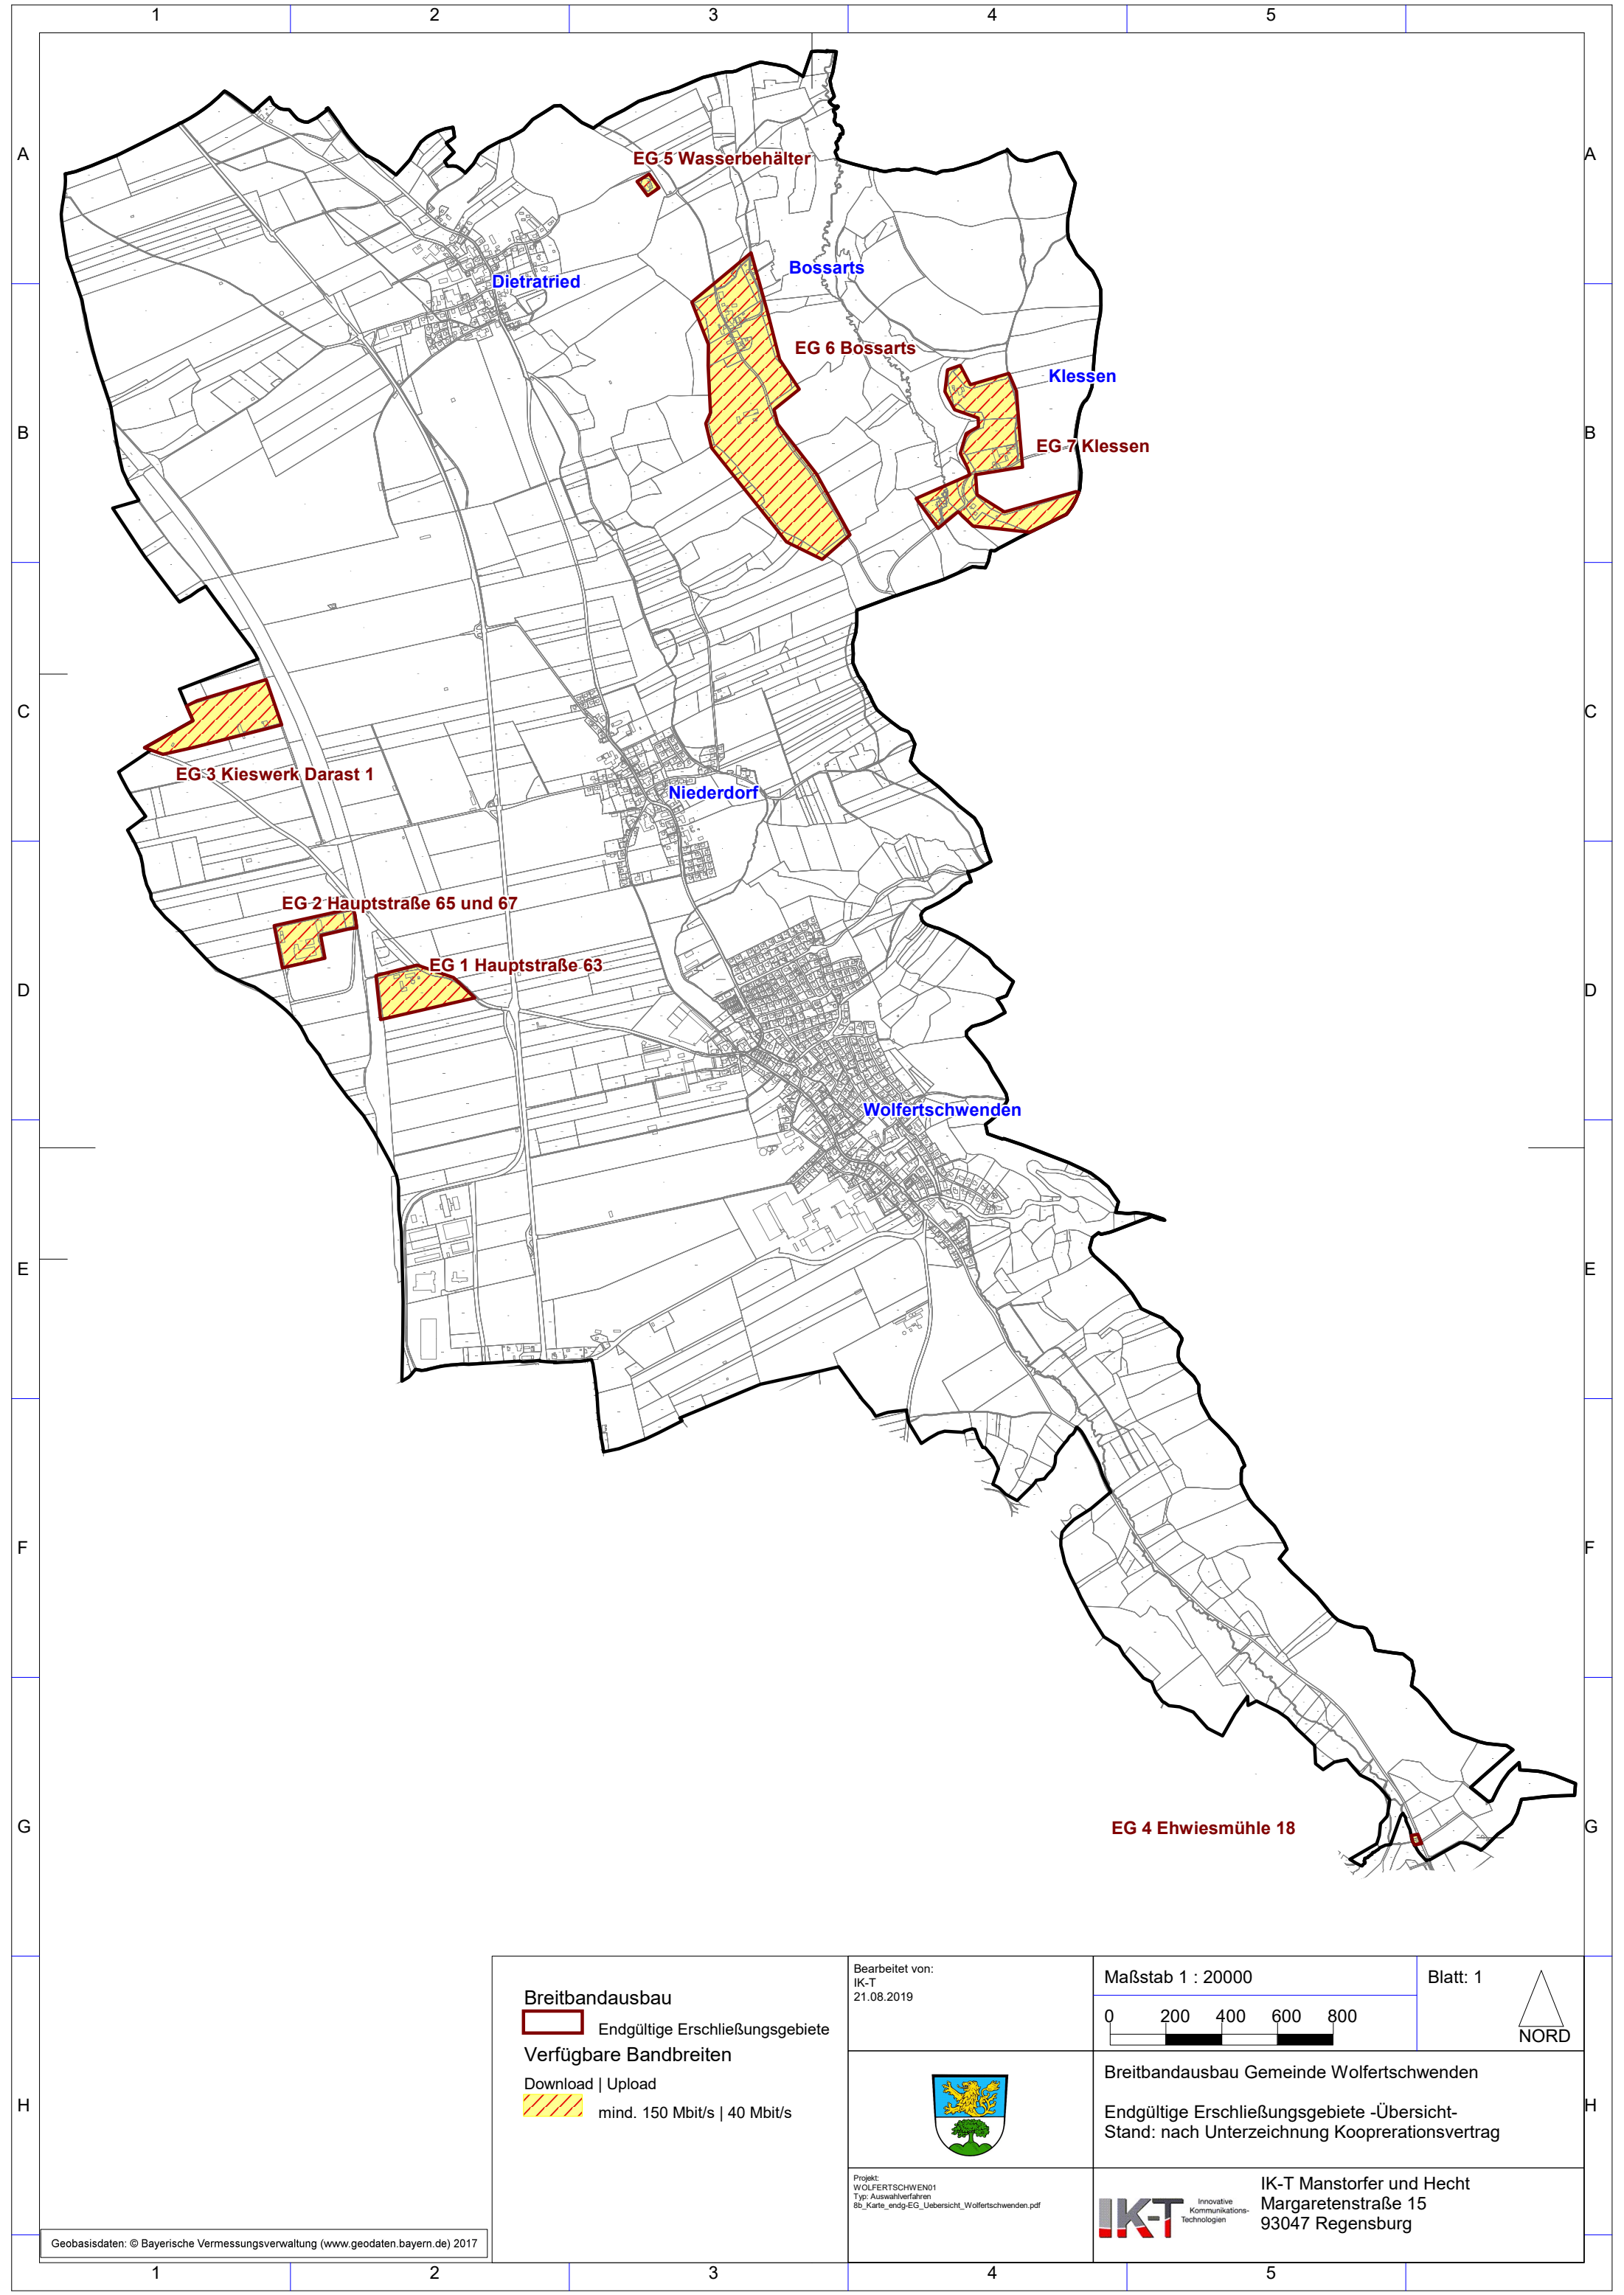 1 2 3 4 5
A A
EG 5 Wasserbehälter
Bossarts
Dietratried
EG 6 Bossarts
Klessen
B B
EG 7 Klessen
C C
EG 3 Kieswerk Darast 1
Niederdorf
EG 2 Hauptstraße 65 und 67
EG 1 Hauptstraße 63
D D
Wolfertschwenden
E E
F F
EG 4 Ehwiesmühle 18
G G
H H
Breitbandausbau
Endgültige Erschließungsgebiete
Verfügbare Bandbreiten
Download | Upload
mind. 150 Mbit/s | 40 Mbit/s
Bearbeitet von:
IK-T
21.08.2019
Maßstab 1 : 20000
0 200 400 600 800
Blatt: 1
NORD
Breitbandausbau Gemeinde Wolfertschwenden
Endgültige Erschließungsgebiete -Übersicht-
Stand: nach Unterzeichnung Kooprerationsvertrag
Projekt:
WOLFERTSCHWEN01
Typ: Auswahlverfahren
8b_Karte_endg-EG_Uebersicht_Wolfertschwenden.pdf
IK-T
Innovative
Kommunikations-
Technologien
IK-T Manstorfer und Hecht
Margaretenstraße 15
93047 Regensburg
Geobasisdaten: © Bayerische Vermessungsverwaltung (www.geodaten.bayern.de) 2017
1 2 3 4 5